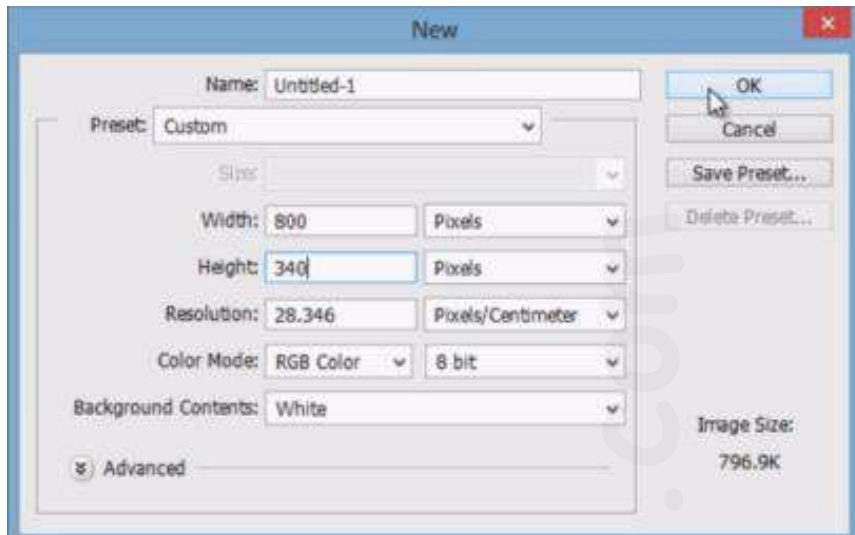 New
Name: Untitled-1
OK
Preset: Custom
Cancel
Size:
Save Preset...
Width: 800 Pixels
Delete Preset...
Height: 340 Pixels
Resolution: 28.346 Pixels/Centimeter
Color Mode: RGB Color 8 bit
Background Contents: White
Image Size:
796.9K
Advanced
.com